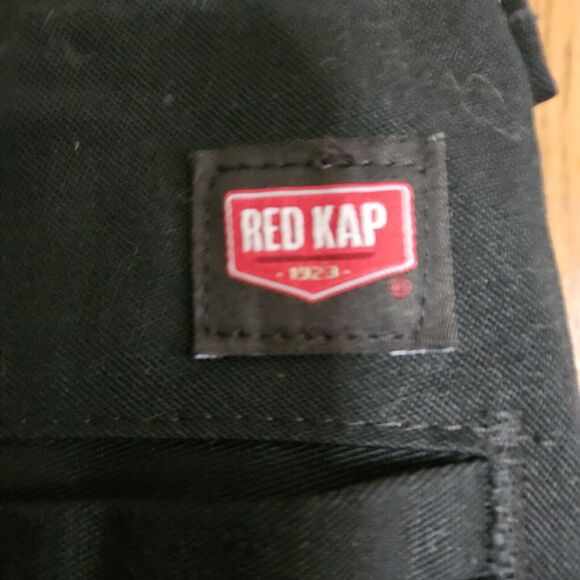 RED KAP
- 1923 -
®